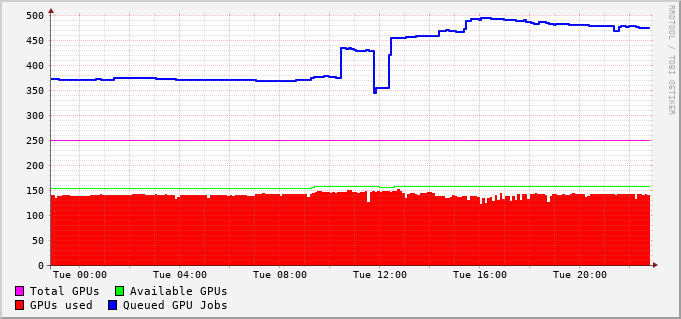 500
450
400
350
300
250
200
150
100
50
0
Tue 00:00 Tue 04:00 Tue 08:00 Tue 12:00 Tue 16:00 Tue 20:00
Total GPUs Available GPUs
GPUs used Queued GPU Jobs
RRDTOOL / TOBI OETIKER